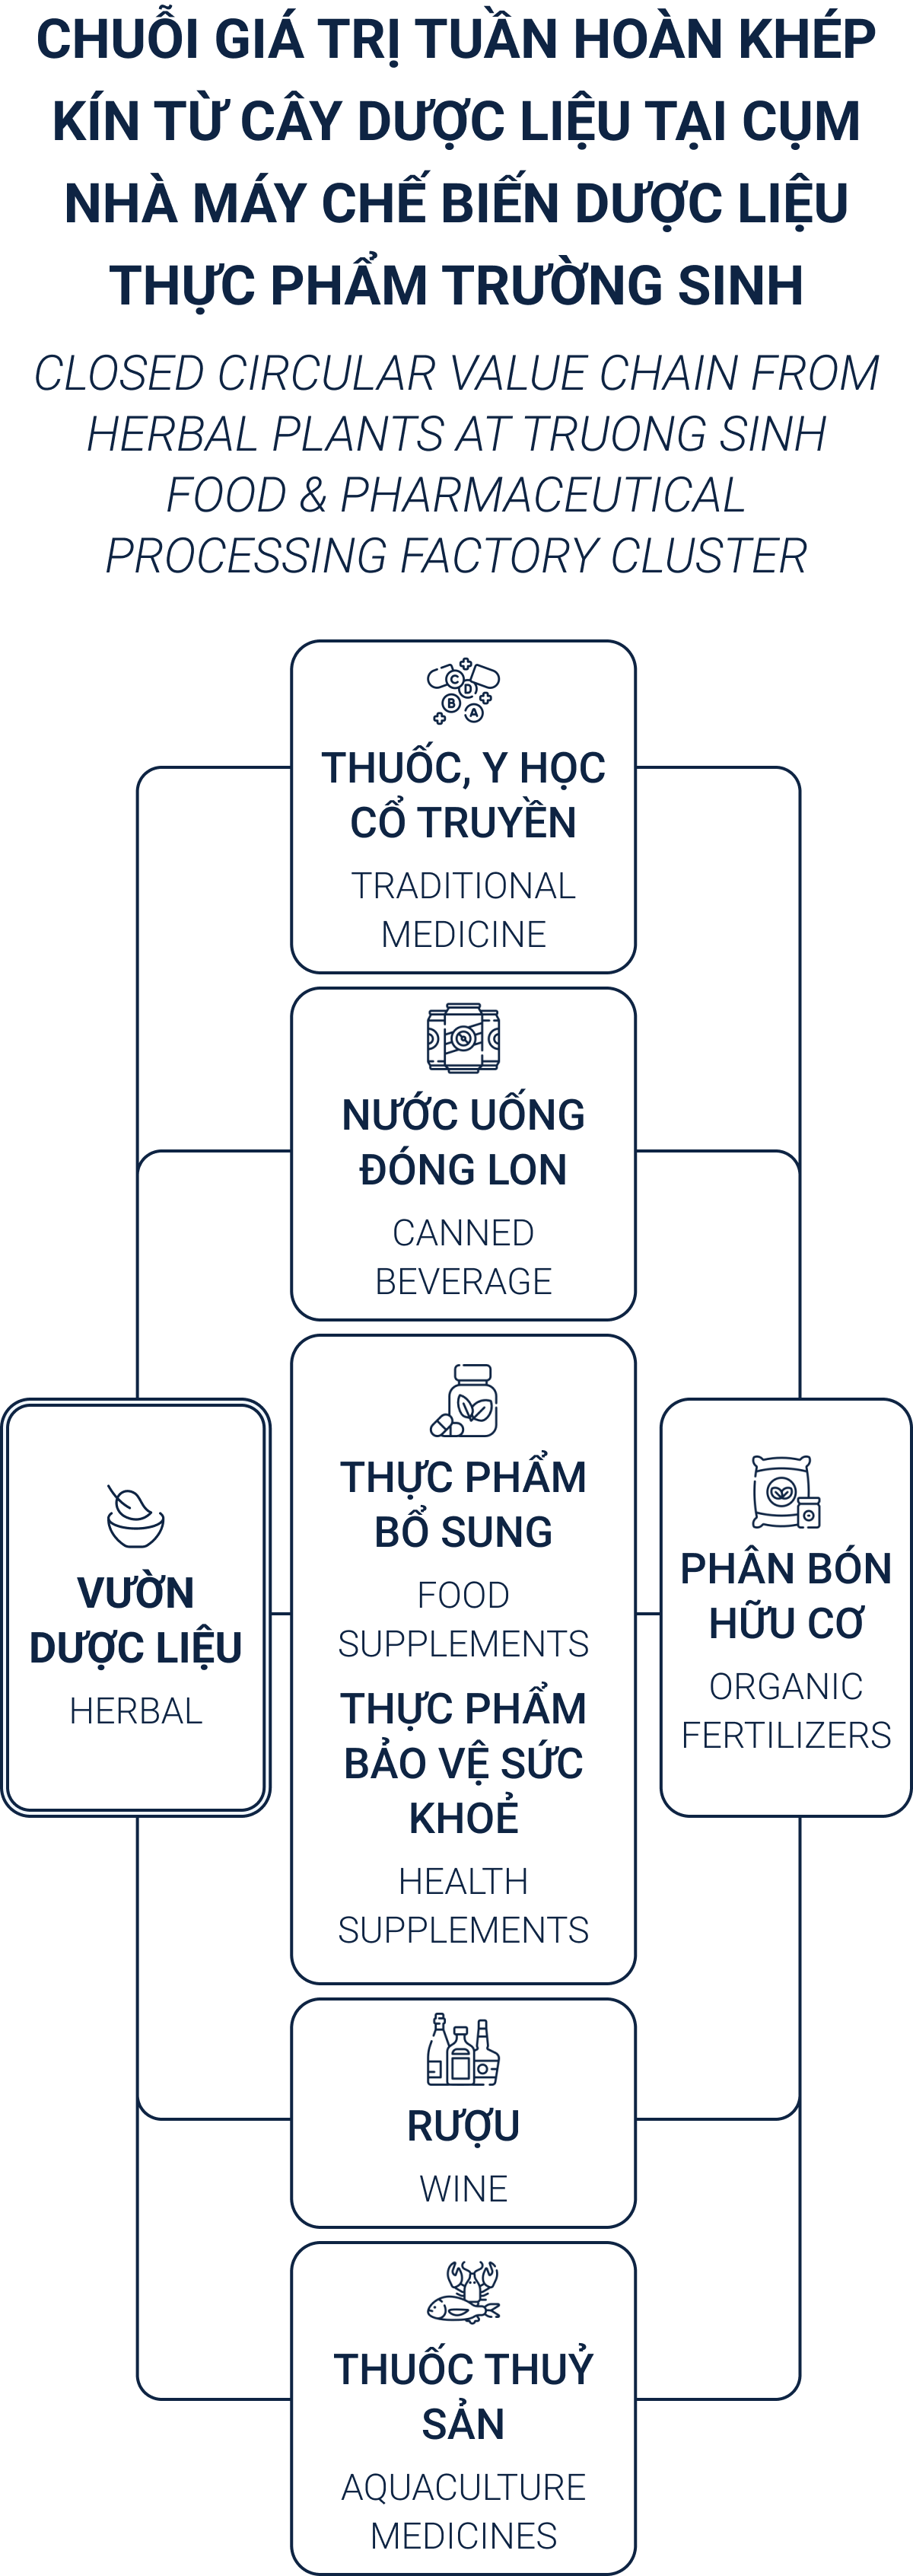 CHUỖI GIÁ TRỊ TUẦN HOÀN KHÉP
KÍN TỪ CÂY DƯỢC LIỆU TẠI CỤM
NHÀ MÁY CHẾ BIẾN DƯỢC LIỆU
THỰC PHẨM TRƯỜNG SINH
CLOSED CIRCULAR VALUE CHAIN FROM
HERBAL PLANTS AT TRUONG SINH
FOOD & PHARMACEUTICAL
PROCESSING FACTORY CLUSTER
C
D
B
A
THUỐC, Y HỌC
CỔ TRUYỀN
TRADITIONAL
MEDICINE
NƯỚC UỐNG
ĐÓNG LON
CANNED
BEVERAGE
VƯỜN
DƯỢC LIỆU
HERBAL
THỰC PHẨM
BỔ SUNG
FOOD
SUPPLEMENTS
THỰC PHẨM
BẢO VỆ SỨC
KHOẺ
HEALTH
SUPPLEMENTS
PHÂN BÓN
HỮU CƠ
ORGANIC
FERTILIZERS
RƯỢU
WINE
THUỐC THUỶ
SẢN
AQUACULTURE
MEDICINES